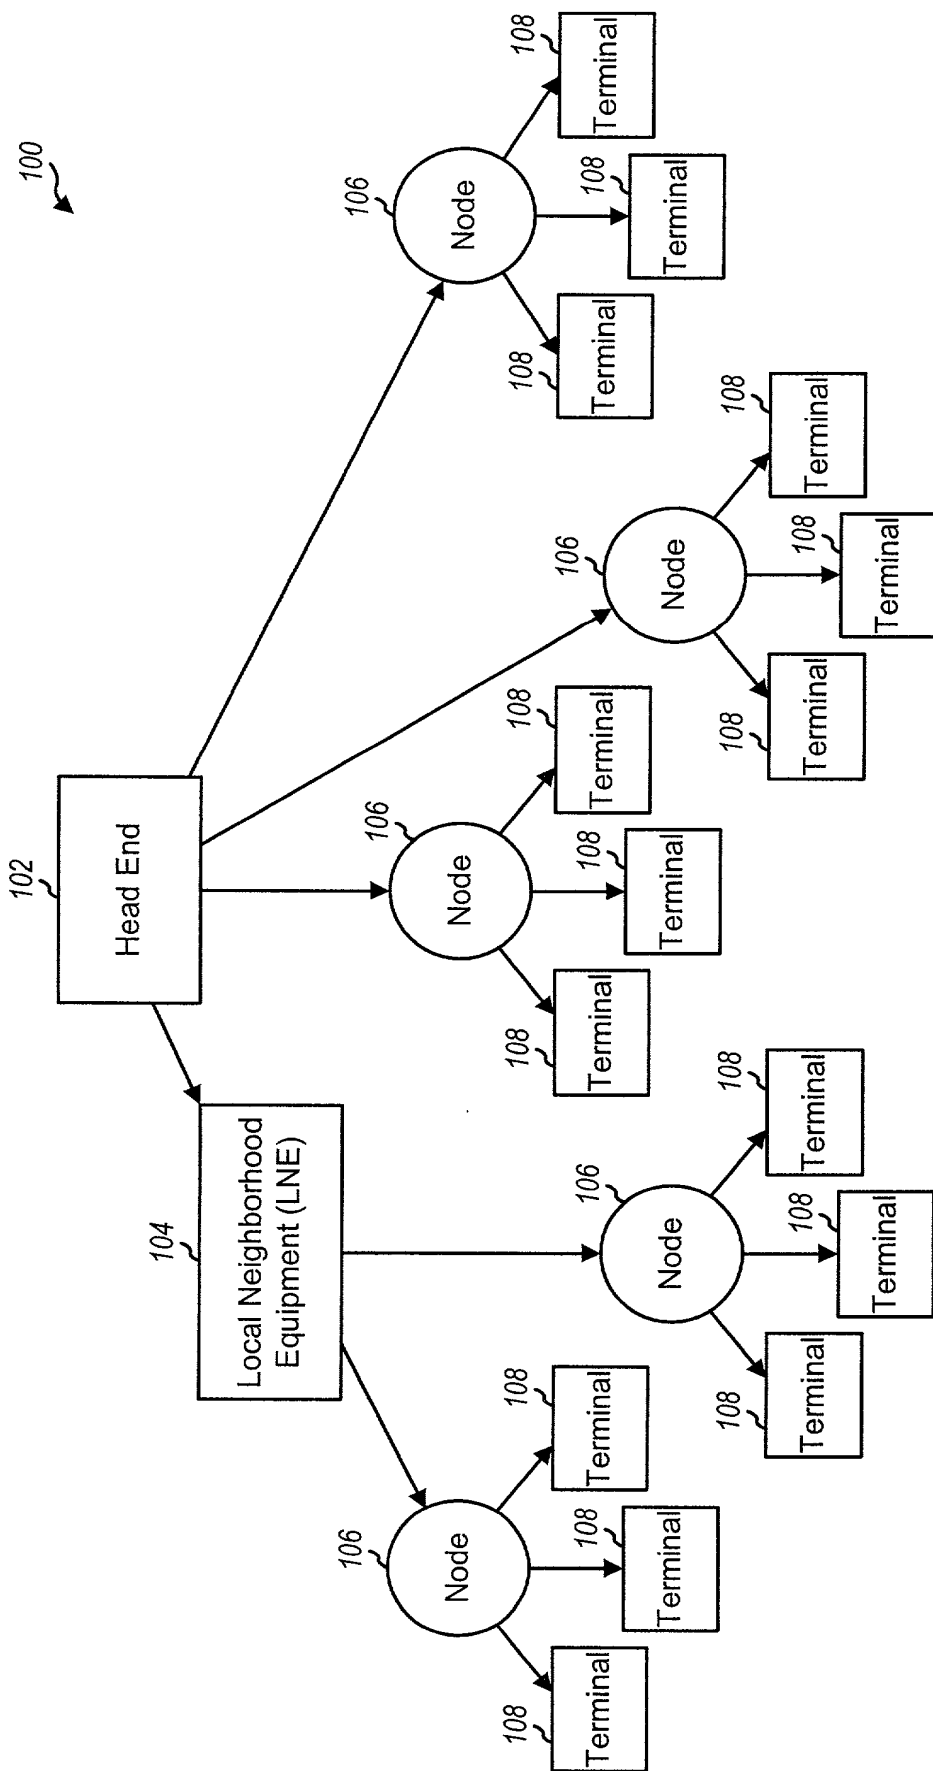 100
102
Head End
104
Local Neighborhood
Equipment (LNE)
106
106
106
Node
Node
Node
108
108
108
108
108
108
108
108
108
Terminal
Terminal
Terminal
Terminal
Terminal
Terminal
Terminal
Terminal
Terminal
106
106
Node
Node
108
108
108
108
108
108
Terminal
Terminal
Terminal
Terminal
Terminal
Terminal